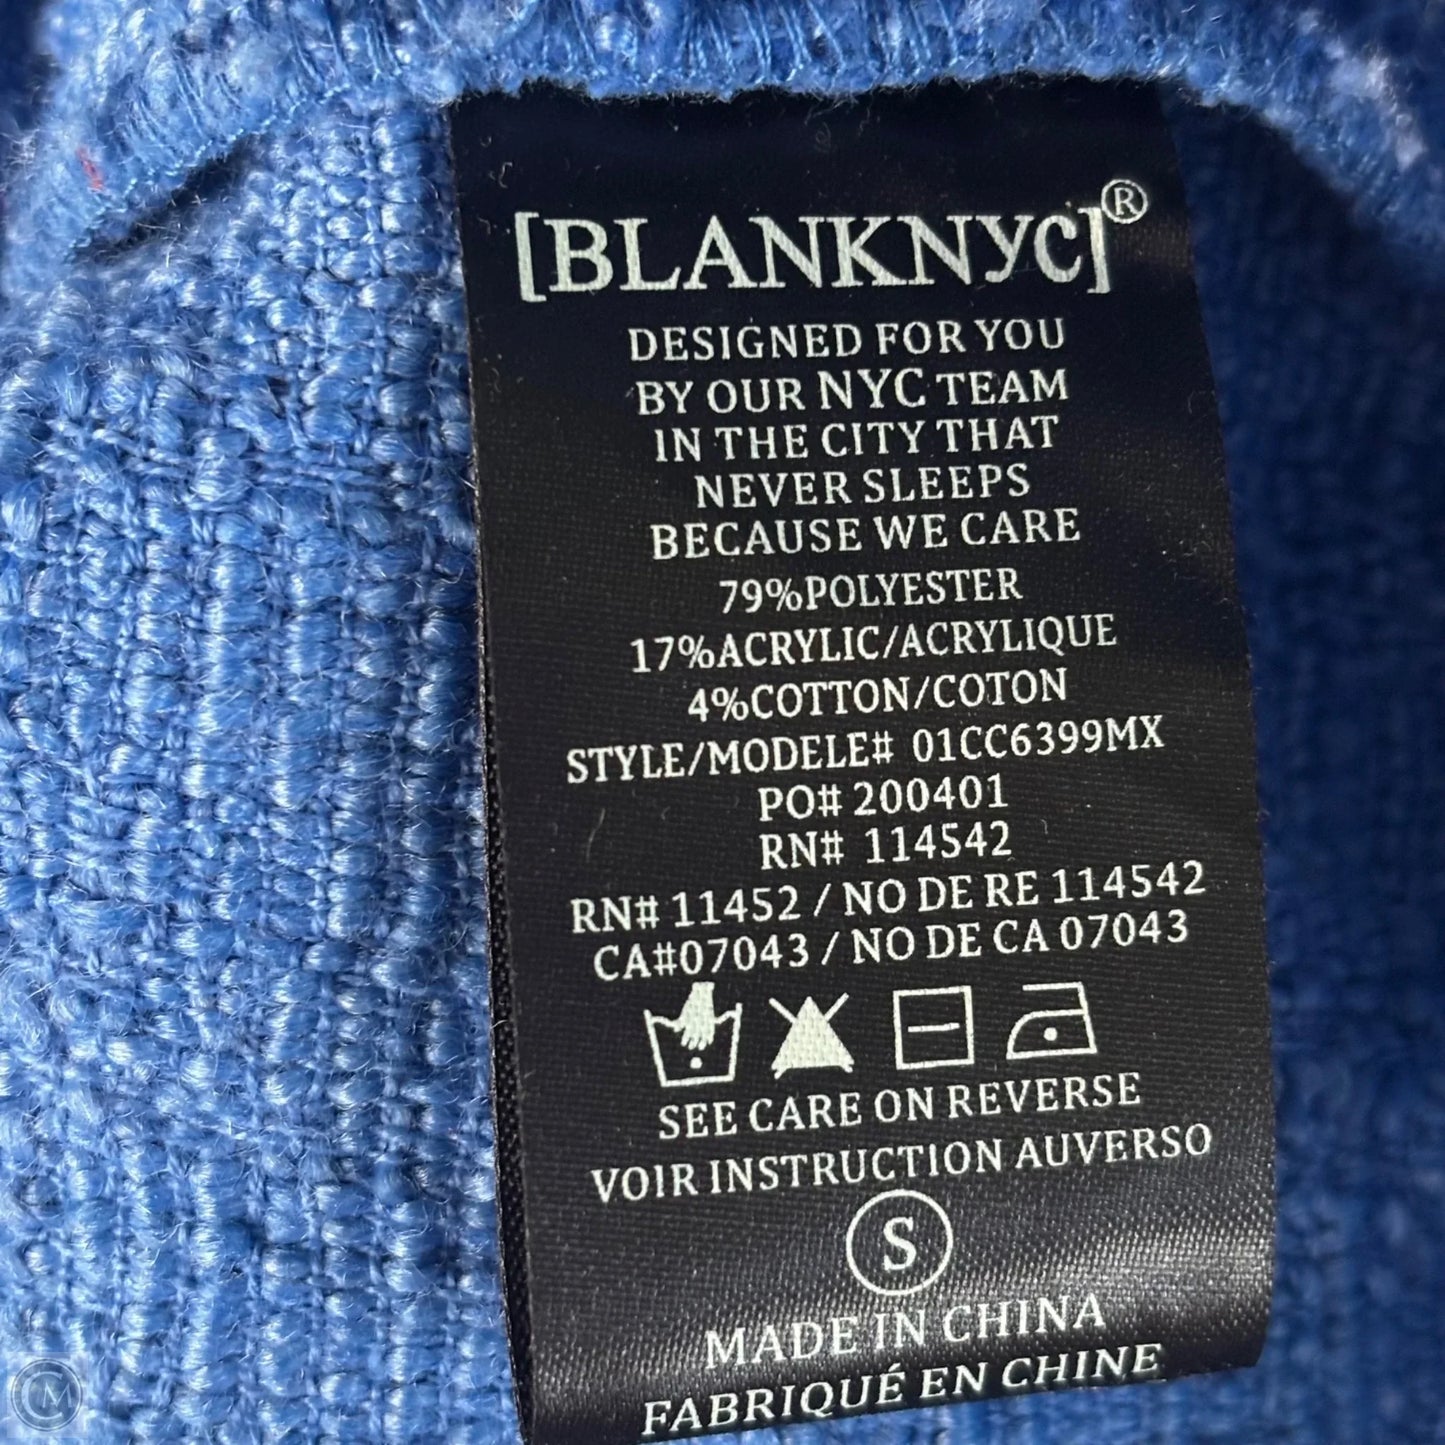 [BLANKNYC]®
DESIGNED FOR YOU
BY OUR NYC TEAM
IN THE CITY THAT
NEVER SLEEPS
BECAUSE WE CARE
79%POLYESTER
17%ACRYLIC/ACRYLIQUE
4%COTTON/COTON
STYLE/MODELE# 01CC6399MX
PO# 200401
RN# 114542
RN# 11452 / NO DE RE 114542
CA#07043 / NO DE CA 07043
SEE CARE ON REVERSE
VOIR INSTRUCTION AUVERSO
S
MADE IN CHINA
FABRIQUÉ EN CHINE
CM